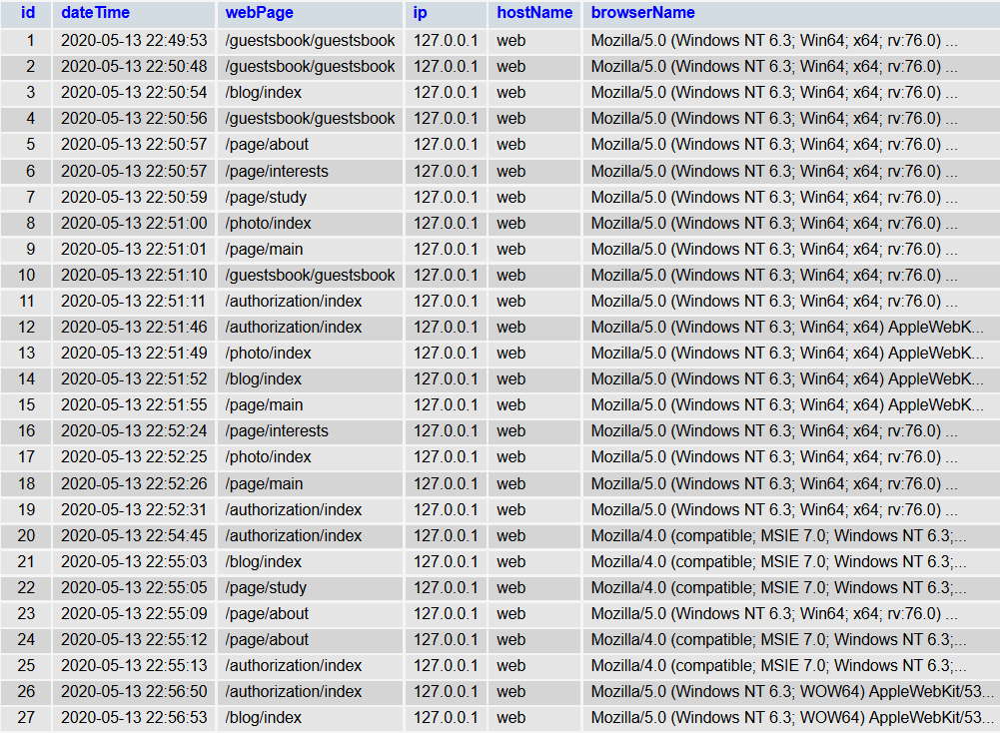 id dateTime webPage ip hostName browserName
1 2020-05-13 22:49:53 /guestsbook/guestsbook 127.0.0.1 web Mozilla/5.0 (Windows NT 6.3; Win64; x64; rv:76.0) ...
2 2020-05-13 22:50:48 /guestsbook/guestsbook 127.0.0.1 web Mozilla/5.0 (Windows NT 6.3; Win64; x64; rv:76.0) ...
3 2020-05-13 22:50:54 /blog/index 127.0.0.1 web Mozilla/5.0 (Windows NT 6.3; Win64; x64; rv:76.0) ...
4 2020-05-13 22:50:56 /guestsbook/guestsbook 127.0.0.1 web Mozilla/5.0 (Windows NT 6.3; Win64; x64; rv:76.0) ...
5 2020-05-13 22:50:57 /page/about 127.0.0.1 web Mozilla/5.0 (Windows NT 6.3; Win64; x64; rv:76.0) ...
6 2020-05-13 22:50:57 /page/interests 127.0.0.1 web Mozilla/5.0 (Windows NT 6.3; Win64; x64; rv:76.0) ...
7 2020-05-13 22:50:59 /page/study 127.0.0.1 web Mozilla/5.0 (Windows NT 6.3; Win64; x64; rv:76.0) ...
8 2020-05-13 22:51:00 /photo/index 127.0.0.1 web Mozilla/5.0 (Windows NT 6.3; Win64; x64; rv:76.0) ...
9 2020-05-13 22:51:01 /page/main 127.0.0.1 web Mozilla/5.0 (Windows NT 6.3; Win64; x64; rv:76.0) ...
10 2020-05-13 22:51:10 /guestsbook/guestsbook 127.0.0.1 web Mozilla/5.0 (Windows NT 6.3; Win64; x64; rv:76.0) ...
11 2020-05-13 22:51:11 /authorization/index 127.0.0.1 web Mozilla/5.0 (Windows NT 6.3; Win64; x64; rv:76.0) ...
12 2020-05-13 22:51:46 /authorization/index 127.0.0.1 web Mozilla/5.0 (Windows NT 6.3; Win64; x64) AppleWebK...
13 2020-05-13 22:51:49 /photo/index 127.0.0.1 web Mozilla/5.0 (Windows NT 6.3; Win64; x64) AppleWebK...
14 2020-05-13 22:51:52 /blog/index 127.0.0.1 web Mozilla/5.0 (Windows NT 6.3; Win64; x64) AppleWebK...
15 2020-05-13 22:51:55 /page/main 127.0.0.1 web Mozilla/5.0 (Windows NT 6.3; Win64; x64) AppleWebK...
16 2020-05-13 22:52:24 /page/interests 127.0.0.1 web Mozilla/5.0 (Windows NT 6.3; Win64; x64; rv:76.0) ...
17 2020-05-13 22:52:25 /photo/index 127.0.0.1 web Mozilla/5.0 (Windows NT 6.3; Win64; x64; rv:76.0) ...
18 2020-05-13 22:52:26 /page/main 127.0.0.1 web Mozilla/5.0 (Windows NT 6.3; Win64; x64; rv:76.0) ...
19 2020-05-13 22:52:31 /authorization/index 127.0.0.1 web Mozilla/5.0 (Windows NT 6.3; Win64; x64; rv:76.0) ...
20 2020-05-13 22:54:45 /authorization/index 127.0.0.1 web Mozilla/4.0 (compatible; MSIE 7.0; Windows NT 6.3;...
21 2020-05-13 22:55:03 /blog/index 127.0.0.1 web Mozilla/4.0 (compatible; MSIE 7.0; Windows NT 6.3;...
22 2020-05-13 22:55:05 /page/study 127.0.0.1 web Mozilla/4.0 (compatible; MSIE 7.0; Windows NT 6.3;...
23 2020-05-13 22:55:09 /page/about 127.0.0.1 web Mozilla/5.0 (Windows NT 6.3; Win64; x64; rv:76.0) ...
24 2020-05-13 22:55:12 /page/about 127.0.0.1 web Mozilla/4.0 (compatible; MSIE 7.0; Windows NT 6.3;...
25 2020-05-13 22:55:13 /authorization/index 127.0.0.1 web Mozilla/4.0 (compatible; MSIE 7.0; Windows NT 6.3;...
26 2020-05-13 22:56:50 /authorization/index 127.0.0.1 web Mozilla/5.0 (Windows NT 6.3; WOW64) AppleWebKit/53...
27 2020-05-13 22:56:53 /blog/index 127.0.0.1 web Mozilla/5.0 (Windows NT 6.3; WOW64) AppleWebKit/53...